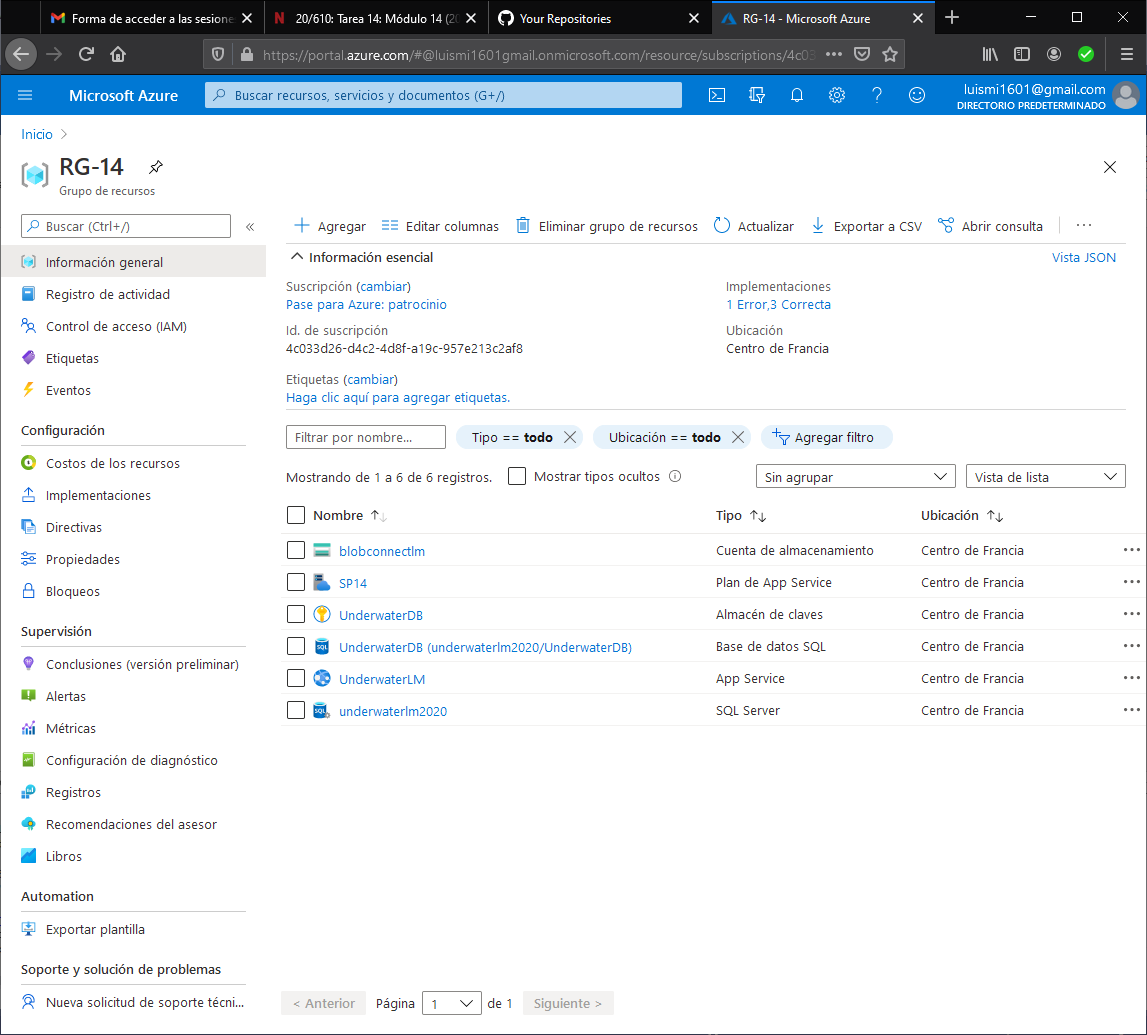 Forma de acceder a las sesione
20/610: Tarea 14: Módulo 14 (20
Your Repositories
RG-14 - Microsoft Azure
https://portal.azure.com/#@luismi1601gmail.onmicrosoft.com/resource/subscriptions/4c03
Microsoft Azure
Buscar recursos, servicios y documentos (G+/)
luismi1601@gmail.com
DIRECTORIO PREDETERMINADO
Inicio >
RG-14
Grupo de recursos
Buscar (Ctrl+/)
«
Agregar
Editar columnas
Eliminar grupo de recursos
Actualizar
Exportar a CSV
Abrir consulta
Información general
Registro de actividad
Control de acceso (IAM)
Etiquetas
Eventos
Configuración
Costos de los recursos
Implementaciones
Directivas
Propiedades
Bloqueos
Supervisión
Conclusiones (versión preliminar)
Alertas
Métricas
Configuración de diagnóstico
Registros
Recomendaciones del asesor
Libros
Automation
Exportar plantilla
Soporte y solución de problemas
Nueva solicitud de soporte técni...
Información esencial
Vista JSON
Suscripción (cambiar)
Pase para Azure: patrocinio
Id. de suscripción
4c033d26-d4c2-4d8f-a19c-957e213c2af8
Etiquetas (cambiar)
Haga clic aquí para agregar etiquetas.
Implementaciones
1 Error,3 Correcta
Ubicación
Centro de Francia
Filtrar por nombre...
Tipo == todo
Ubicación == todo
Agregar filtro
Mostrando de 1 a 6 de 6 registros.
Mostrar tipos ocultos
Sin agrupar
Vista de lista
Nombre Tipo Ubicación
blobconnectlm Cuenta de almacenamiento Centro de Francia
SP14 Plan de App Service Centro de Francia
UnderwaterDB Almacén de claves Centro de Francia
UnderwaterDB (underwaterlm2020/UnderwaterDB) Base de datos SQL Centro de Francia
UnderwaterLM App Service Centro de Francia
underwaterlm2020 SQL Server Centro de Francia
< Anterior Página 1 de 1 Siguiente >